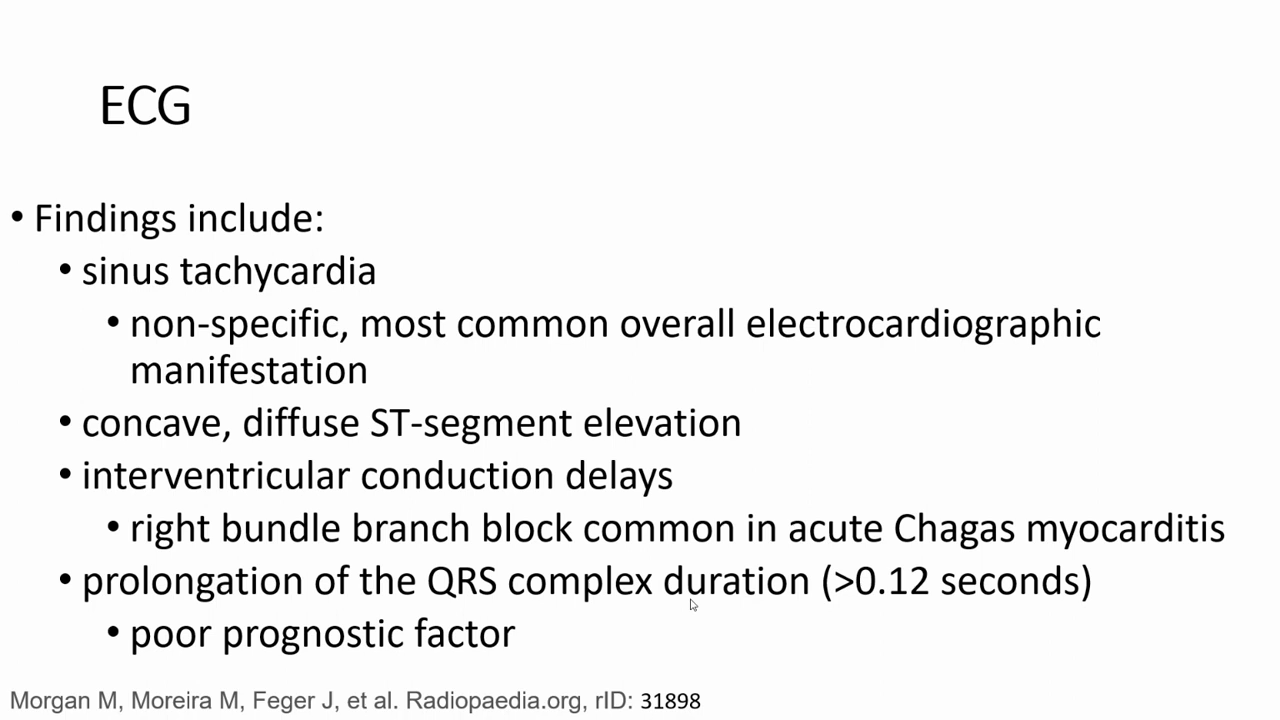 ECG
• Findings include:
• sinus tachycardia
• non-specific, most common overall electrocardiographic
manifestation
• concave, diffuse ST-segment elevation
• interventricular conduction delays
• right bundle branch block common in acute Chagas myocarditis
• prolongation of the QRS complex duration (>0.12 seconds)
• poor prognostic factor
Morgan M, Moreira M, Feger J, et al. Radiopaedia.org, rID: 31898